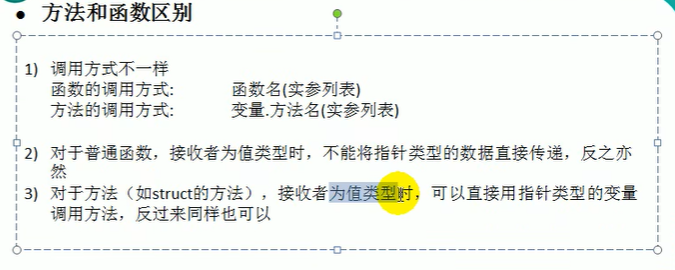 ● 方法和函数区别
1) 调用方式不一样
函数的调用方式: 函数名(实参列表)
方法的调用方式: 变量.方法名(实参列表)
2) 对于普通函数，接收者为值类型时，不能将指针类型的数据直接传递，反之亦
然
3) 对于方法（如struct的方法），接收者为值类型时，可以直接用指针类型的变量
调用方法，反过来同样也可以